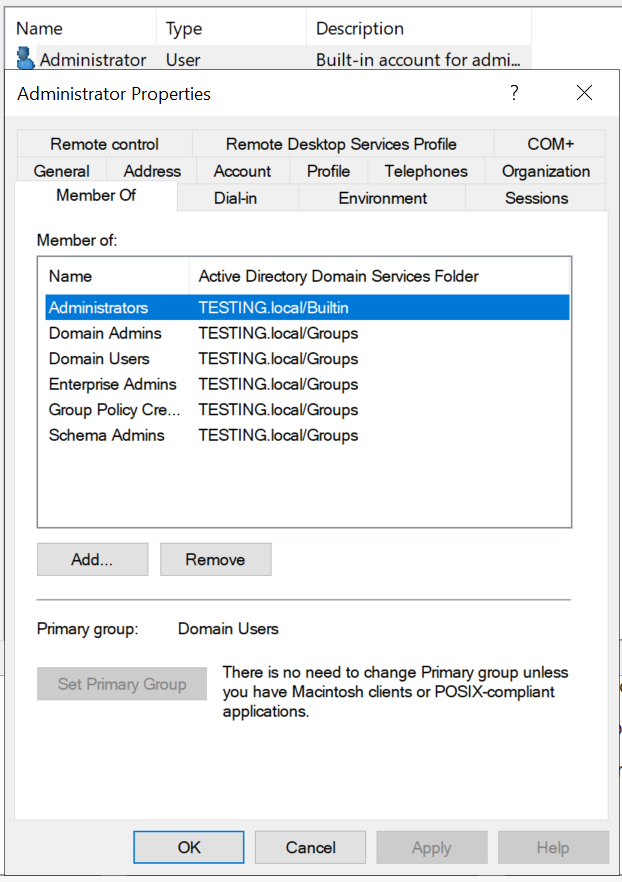 Name Type Description
Administrator User Built-in account for admi...
Administrator Properties ? ×
Remote control Remote Desktop Services Profile COM+
General Address Account Profile Telephones Organization
Member Of Dial-in Environment Sessions
Member of:
Name Active Directory Domain Services Folder
Administrators TESTING.local/Builtin
Domain Admins TESTING.local/Groups
Domain Users TESTING.local/Groups
Enterprise Admins TESTING.local/Groups
Group Policy Cre... TESTING.local/Groups
Schema Admins TESTING.local/Groups
Add... Remove
Primary group: Domain Users
Set Primary Group
There is no need to change Primary group unless
you have Macintosh clients or POSIX-compliant
applications.
OK Cancel Apply Help